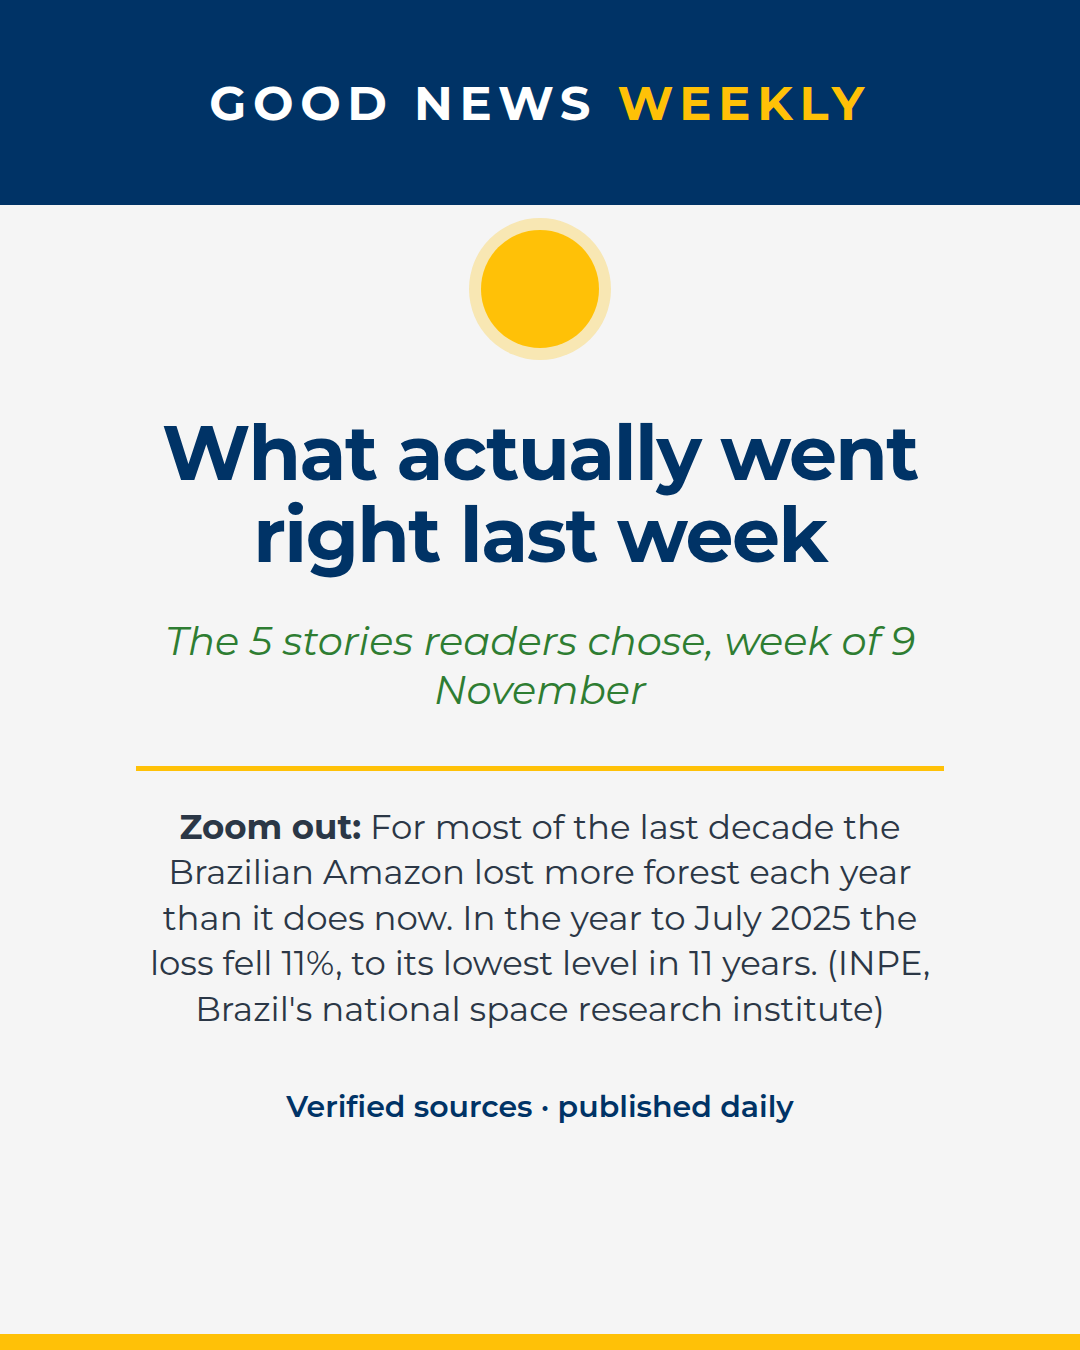 GOOD NEWS WEEKLY
What actually went
right last week
The 5 stories readers chose, week of 9
November
Zoom out: For most of the last decade the
Brazilian Amazon lost more forest each year
than it does now. In the year to July 2025 the
loss fell 11%, to its lowest level in 11 years. (INPE,
Brazil's national space research institute)
Verified sources · published daily